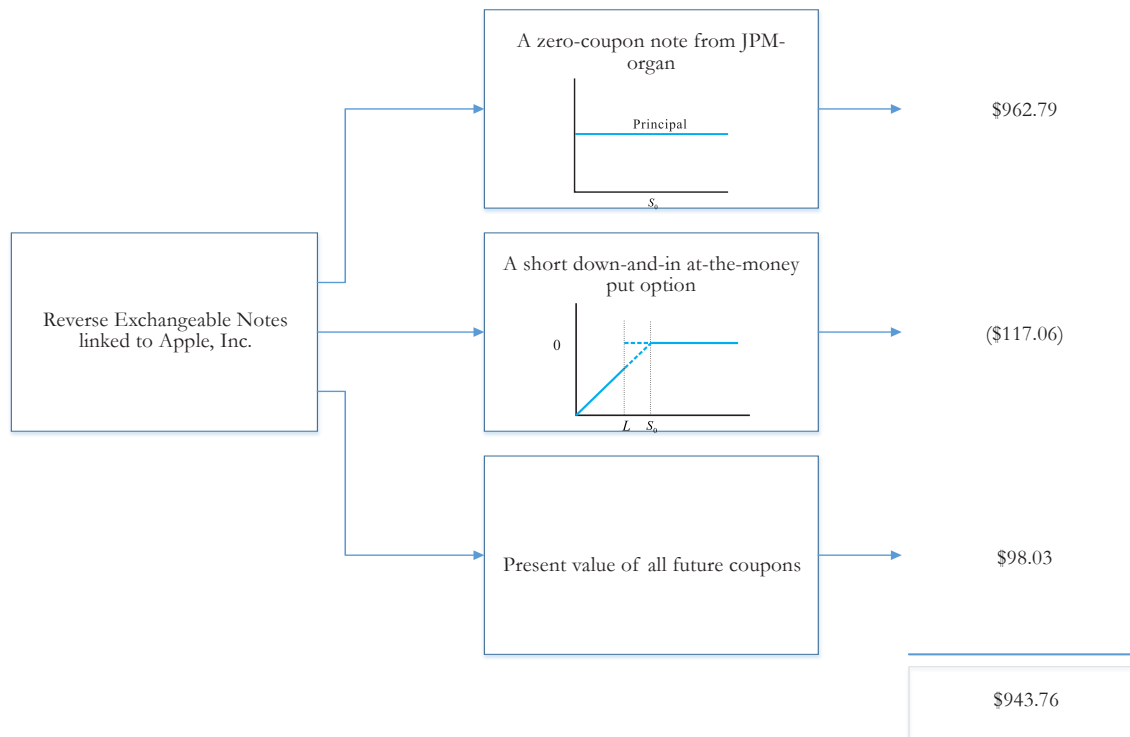 A zero-coupon note from JPM-
organ
Principal
S₀
$962.79
Reverse Exchangeable Notes
linked to Apple, Inc.
A short down-and-in at-the-money
put option
0
L S₀
($117.06)
Present value of all future coupons
$98.03
$943.76